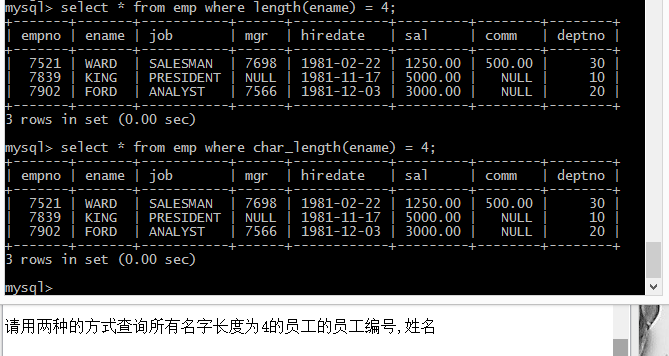 mysql> select * from emp where length(ename) = 4;
+-------+-------+-----------+------+------------+---------+--------+--------+
| empno | ename | job       | mgr  | hiredate   | sal     | comm   | deptno |
+-------+-------+-----------+------+------------+---------+--------+--------+
|  7521 | WARD  | SALESMAN  | 7698 | 1981-02-22 | 1250.00 | 500.00 |     30 |
|  7839 | KING  | PRESIDENT | NULL | 1981-11-17 | 5000.00 |   NULL |     10 |
|  7902 | FORD  | ANALYST   | 7566 | 1981-12-03 | 3000.00 |   NULL |     20 |
+-------+-------+-----------+------+------------+---------+--------+--------+
3 rows in set (0.00 sec)
mysql> select * from emp where char_length(ename) = 4;
+-------+-------+-----------+------+------------+---------+--------+--------+
| empno | ename | job       | mgr  | hiredate   | sal     | comm   | deptno |
+-------+-------+-----------+------+------------+---------+--------+--------+
|  7521 | WARD  | SALESMAN  | 7698 | 1981-02-22 | 1250.00 | 500.00 |     30 |
|  7839 | KING  | PRESIDENT | NULL | 1981-11-17 | 5000.00 |   NULL |     10 |
|  7902 | FORD  | ANALYST   | 7566 | 1981-12-03 | 3000.00 |   NULL |     20 |
+-------+-------+-----------+------+------------+---------+--------+--------+
3 rows in set (0.00 sec)
mysql>
请用两种的方式查询所有名字长度为4的员工的员工编号,姓名